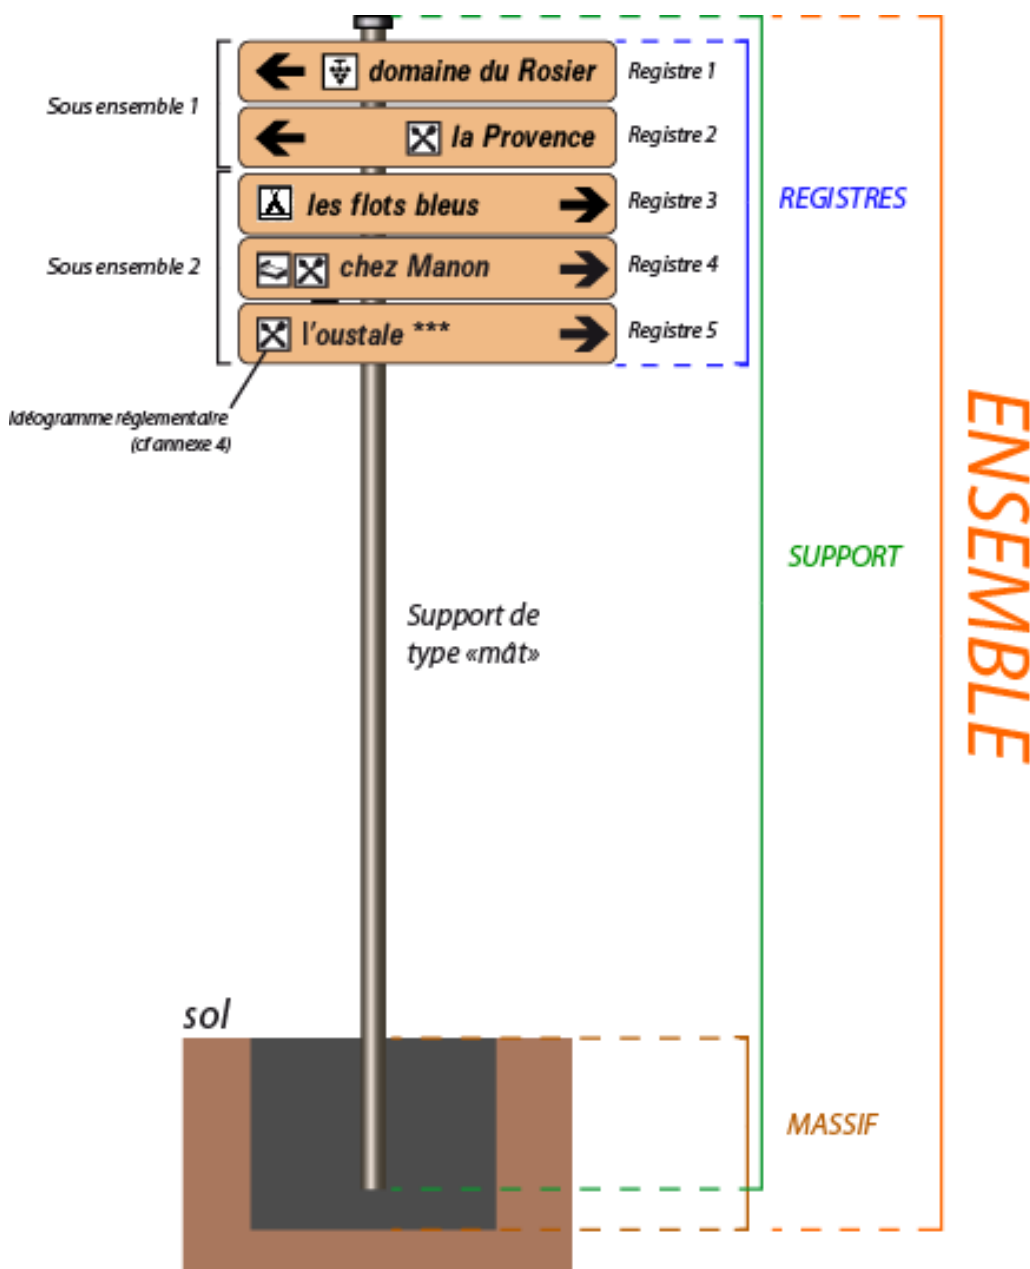 domaine du Rosier
Registre 1
Sous ensemble 1
la Provence
Registre 2
les flots bleus
Registre 3
REGISTRES
Sous ensemble 2
chez Manon
Registre 4
l'oustale ***
Registre 5
Idéogramme réglementaire
(cf annexe 4)
ENSEMBLE
SUPPORT
Support de
type «mât»
sol
MASSIF